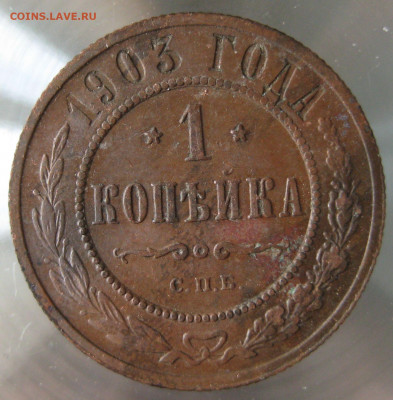 COINS.LAVE.RU
1903 ГОДА
1
КОПѢЙКА
С.П.Б.